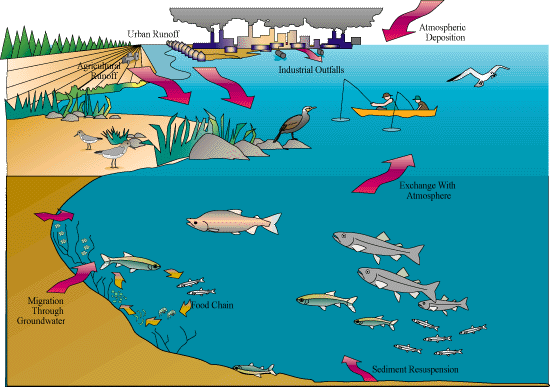 Urban Runoff
Atmospheric
Deposition
Agricultural
Runoff
Industrial Outfalls
Exchange With
Atmosphere
Migration
Through
Groundwater
Food Chain
Sediment Resuspension